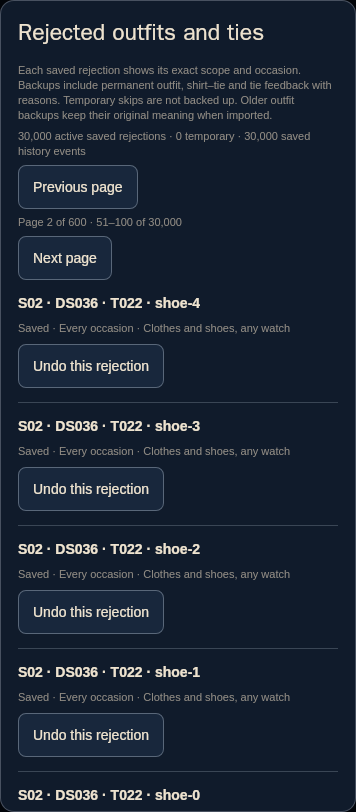 Rejected outfits and ties
Each saved rejection shows its exact scope and occasion.
Backups include permanent outfit, shirt–tie and tie feedback with
reasons. Temporary skips are not backed up. Older outfit
backups keep their original meaning when imported.
30,000 active saved rejections · 0 temporary · 30,000 saved
history events
Previous page
Page 2 of 600 · 51–100 of 30,000
Next page
S02 · DS036 · T022 · shoe-4
Saved · Every occasion · Clothes and shoes, any watch
Undo this rejection
S02 · DS036 · T022 · shoe-3
Saved · Every occasion · Clothes and shoes, any watch
Undo this rejection
S02 · DS036 · T022 · shoe-2
Saved · Every occasion · Clothes and shoes, any watch
Undo this rejection
S02 · DS036 · T022 · shoe-1
Saved · Every occasion · Clothes and shoes, any watch
Undo this rejection
S02 · DS036 · T022 · shoe-0